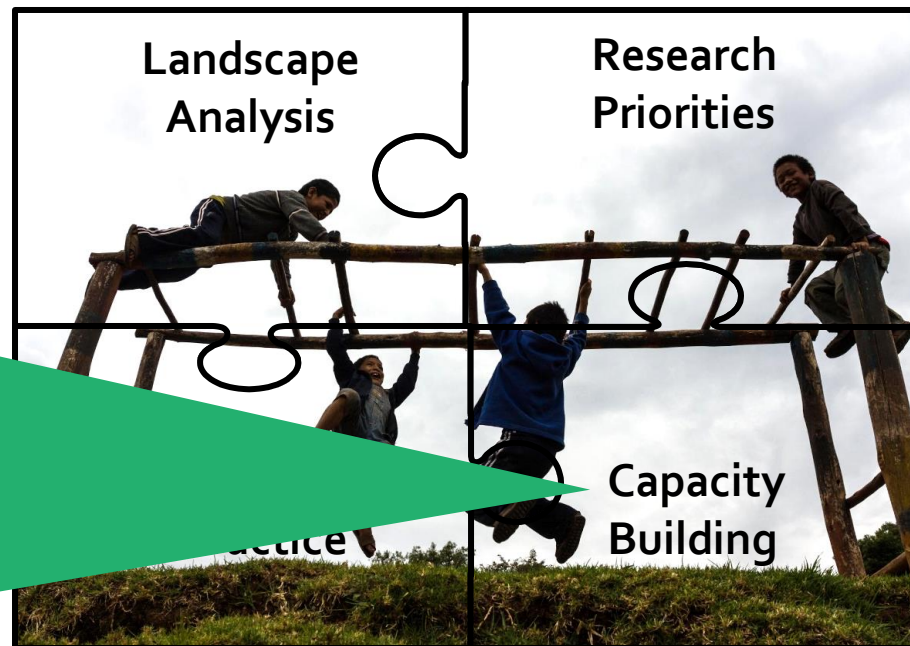 Landscape
Analysis
Research
Priorities
Capacity
Building